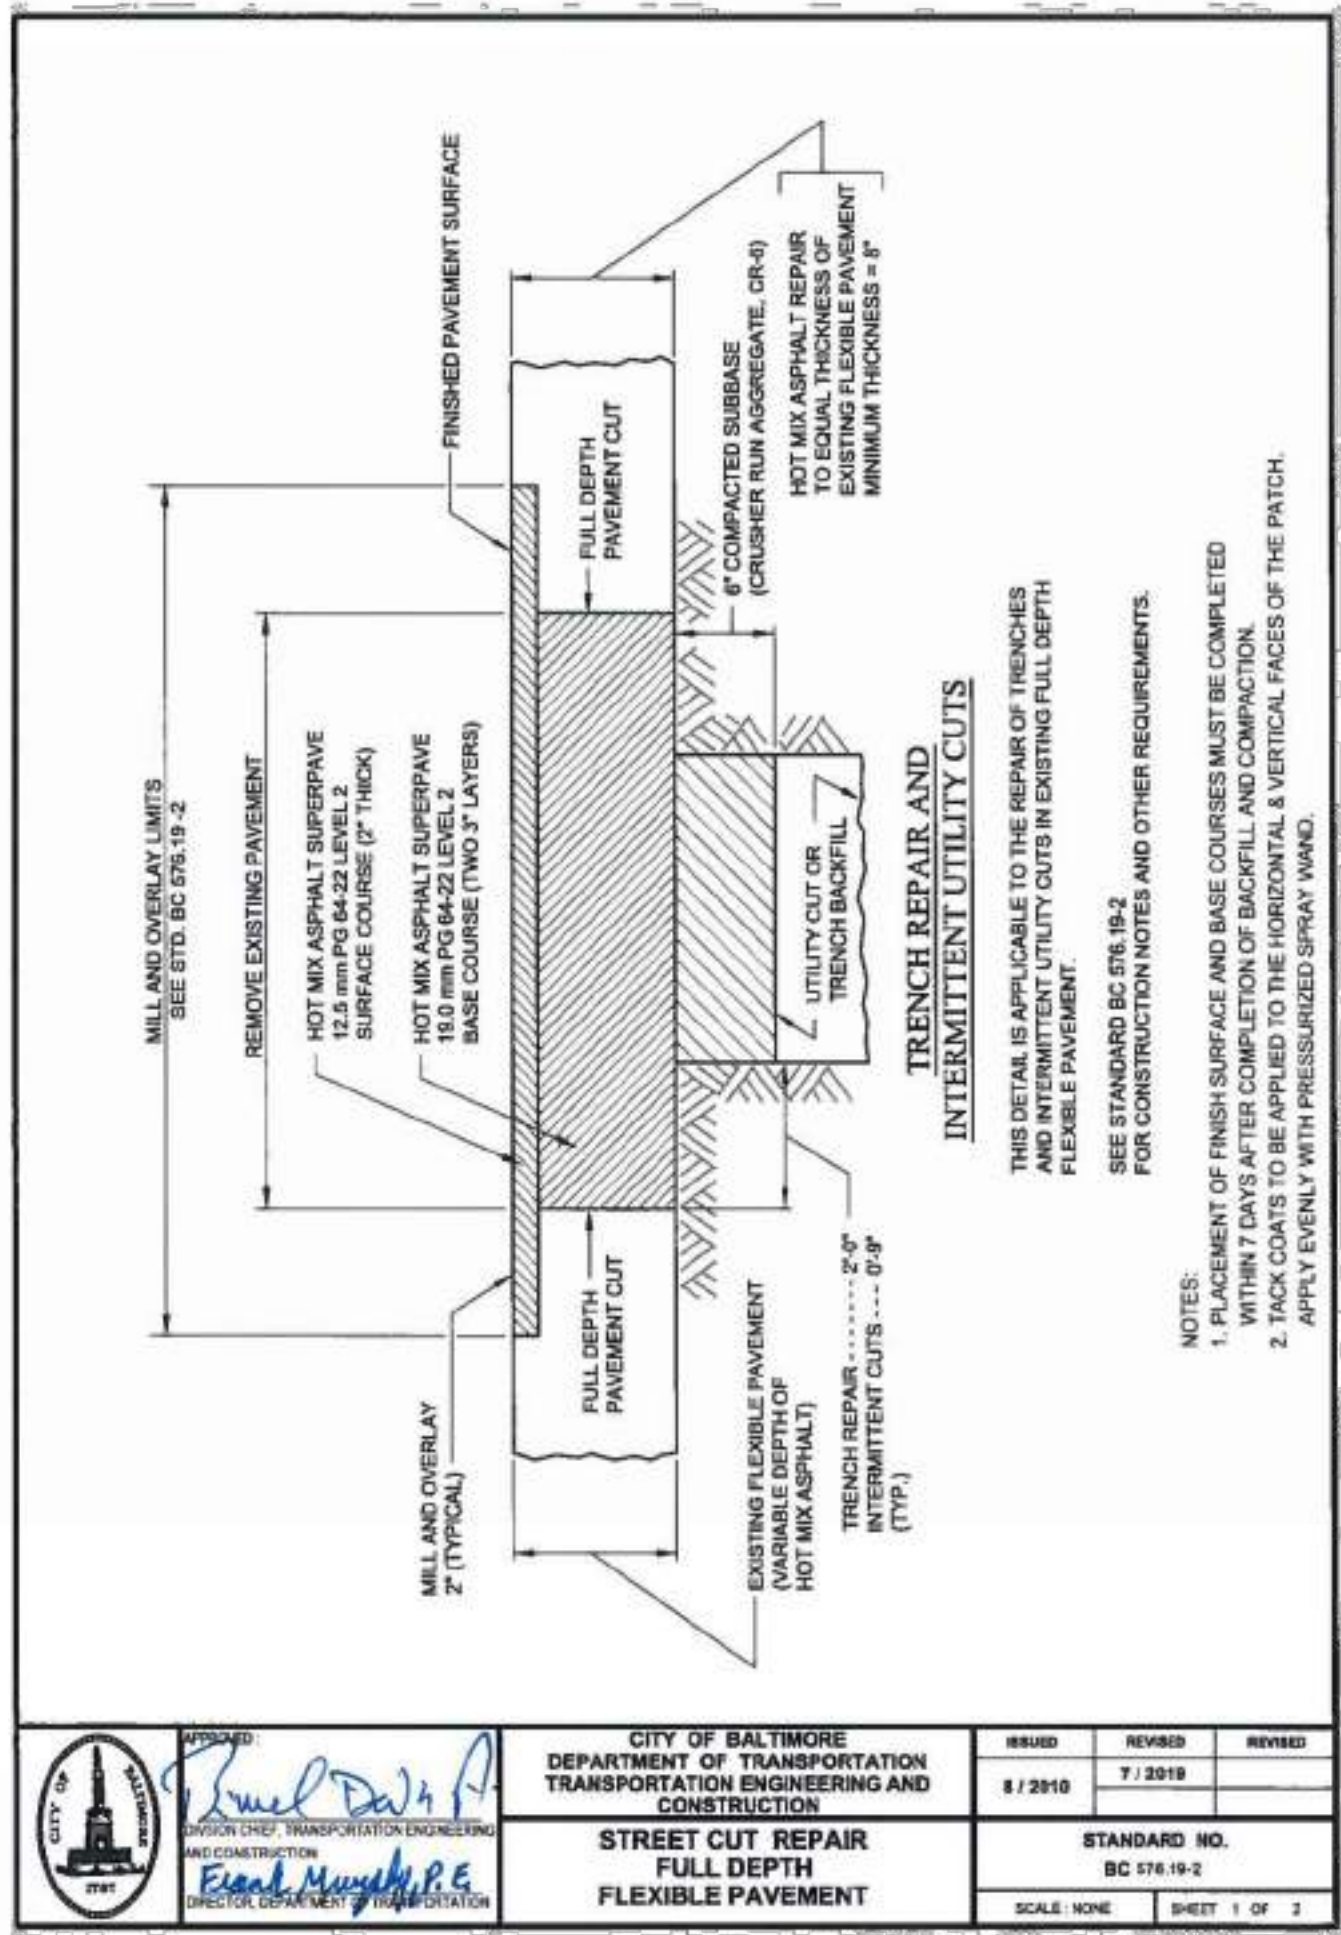 MILL AND OVERLAY LIMITS
SEE STD. BC 576.19 -2
REMOVE EXISTING PAVEMENT
HOT MIX ASPHALT SUPERPAVE
12.5 mm PG 64-22 LEVEL 2
SURFACE COURSE (2" THICK)
HOT MIX ASPHALT SUPERPAVE
19.0 mm PG 64-22 LEVEL 2
BASE COURSE (TWO 3" LAYERS)
MILL AND OVERLAY
2" (TYPICAL)
FINISHED PAVEMENT SURFACE
FULL DEPTH
PAVEMENT CUT
FULL DEPTH
PAVEMENT CUT
EXISTING FLEXIBLE PAVEMENT
(VARIABLE DEPTH OF
HOT MIX ASPHALT)
TRENCH REPAIR - - - - - - - 2'-0"
INTERMITTENT CUTS - - - - 0'-9"
(TYP.)
UTILITY CUT OR
TRENCH BACKFILL
6" COMPACTED SUBBASE
(CRUSHER RUN AGGREGATE, CR-6)
HOT MIX ASPHALT REPAIR
TO EQUAL THICKNESS OF
EXISTING FLEXIBLE PAVEMENT
MINIMUM THICKNESS = 8"
TRENCH REPAIR AND
INTERMITTENT UTILITY CUTS
THIS DETAIL IS APPLICABLE TO THE REPAIR OF TRENCHES
AND INTERMITTENT UTILITY CUTS IN EXISTING FULL DEPTH
FLEXIBLE PAVEMENT.
SEE STANDARD BC 576.19-2
FOR CONSTRUCTION NOTES AND OTHER REQUIREMENTS.
NOTES:
1. PLACEMENT OF FINISH SURFACE AND BASE COURSES MUST BE COMPLETED
WITHIN 7 DAYS AFTER COMPLETION OF BACKFILL AND COMPACTION.
2. TACK COATS TO BE APPLIED TO THE HORIZONTAL & VERTICAL FACES OF THE PATCH.
APPLY EVENLY WITH PRESSURIZED SPRAY WAND.
CITY OF BALTIMORE
1797
APPROVED:
DIVISION CHIEF, TRANSPORTATION ENGINEERING
AND CONSTRUCTION
Frank Murphy, P.E.
DIRECTOR, DEPARTMENT OF TRANSPORTATION
CITY OF BALTIMORE
DEPARTMENT OF TRANSPORTATION
TRANSPORTATION ENGINEERING AND
CONSTRUCTION
STREET CUT REPAIR
FULL DEPTH
FLEXIBLE PAVEMENT
ISSUED
REVISED
REVISED
8 / 2010
7 / 2019
STANDARD NO.
BC 576.19-2
SCALE : NONE
SHEET 1 OF 2